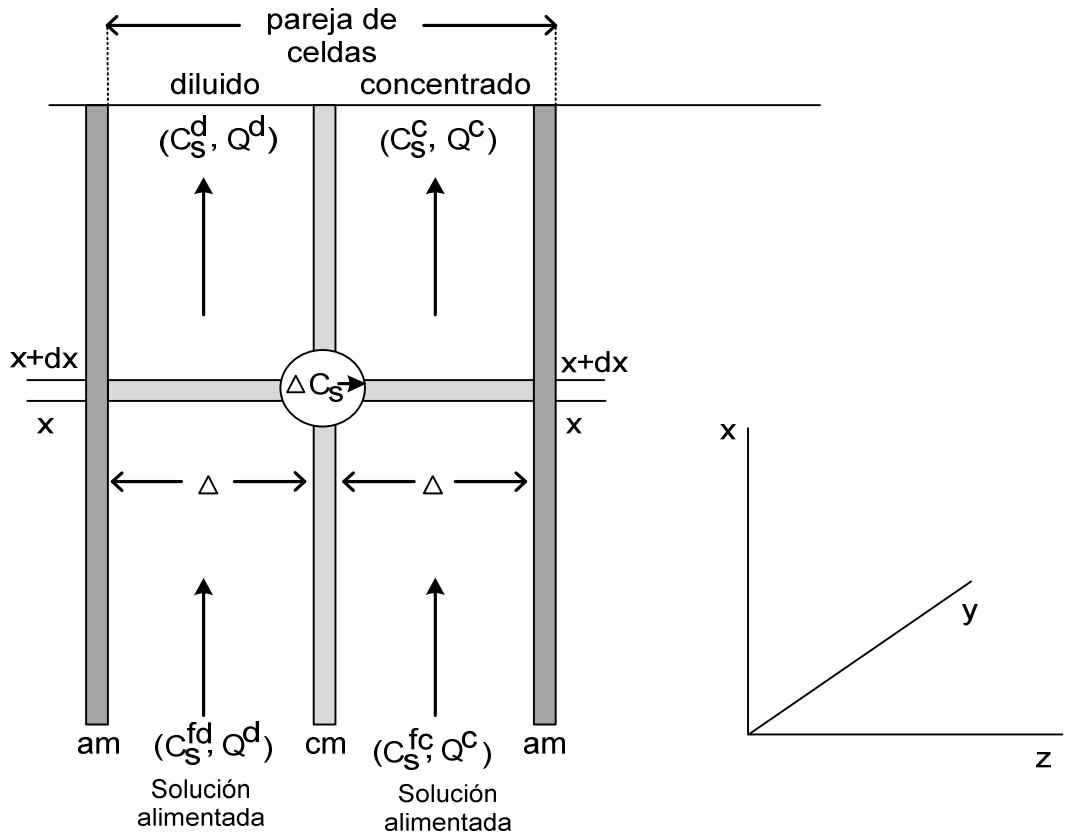 pareja de
celdas
diluido concentrado
(C_s^d, Q^d) (C_s^c, Q^c)
x+dx x+dx
△ C_s
x x
△ △
x
y
z
am (C_s^fd, Q^d) cm (C_s^fc, Q^c) am
Solución Solución
alimentada alimentada